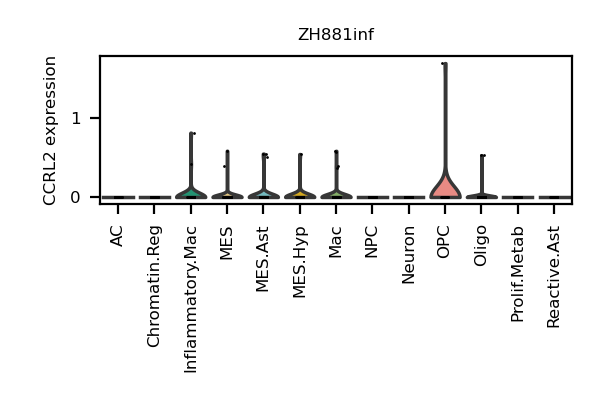 ZH881inf
CCRL2 expression
1
0
AC
Chromatin.Reg
Inflammatory.Mac
MES
MES.Ast
MES.Hyp
Mac
NPC
Neuron
OPC
Oligo
Prolif.Metab
Reactive.Ast